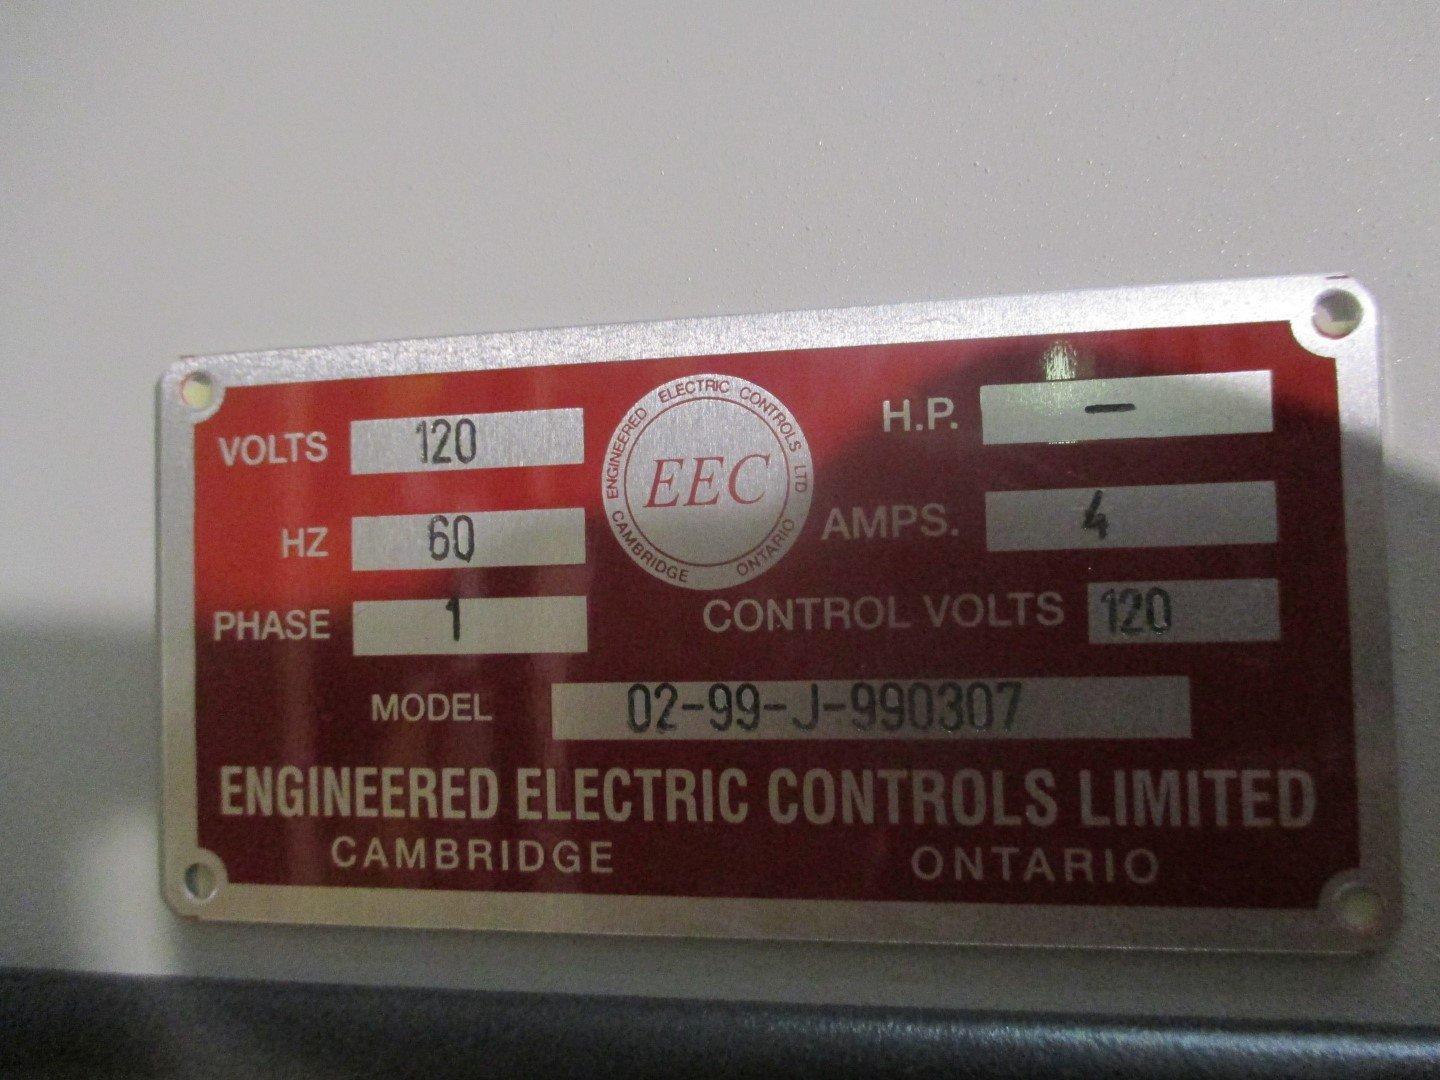 VOLTS 120
HZ 60
PHASE 1
ENGINEERED ELECTRIC CONTROLS LTD
EEC
CAMBRIDGE ONTARIO
H.P. –
AMPS. 4
CONTROL VOLTS 120
MODEL 02-99-J-990307
ENGINEERED ELECTRIC CONTROLS LIMITED
CAMBRIDGE ONTARIO